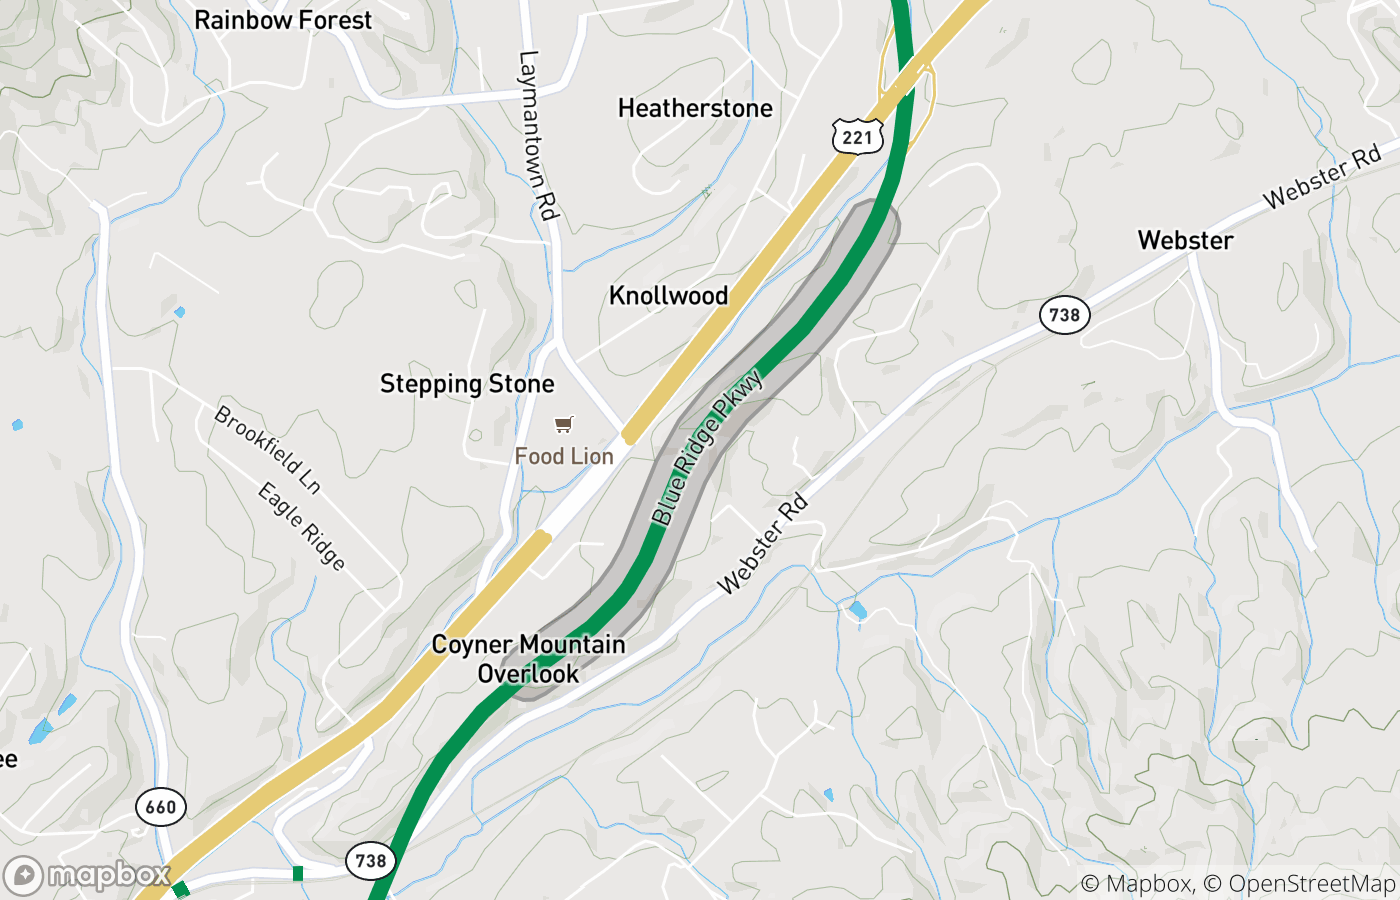 Rainbow Forest
Laymantown Rd
Heatherstone
221
Webster Rd
Webster
Knollwood
738
Stepping Stone
Blue Ridge Pkwy
Brookfield Ln
Food Lion
Eagle Ridge
Webster Rd
Coyner Mountain
Overlook
ee
660
738
mapbox
© Mapbox, © OpenStreetMap